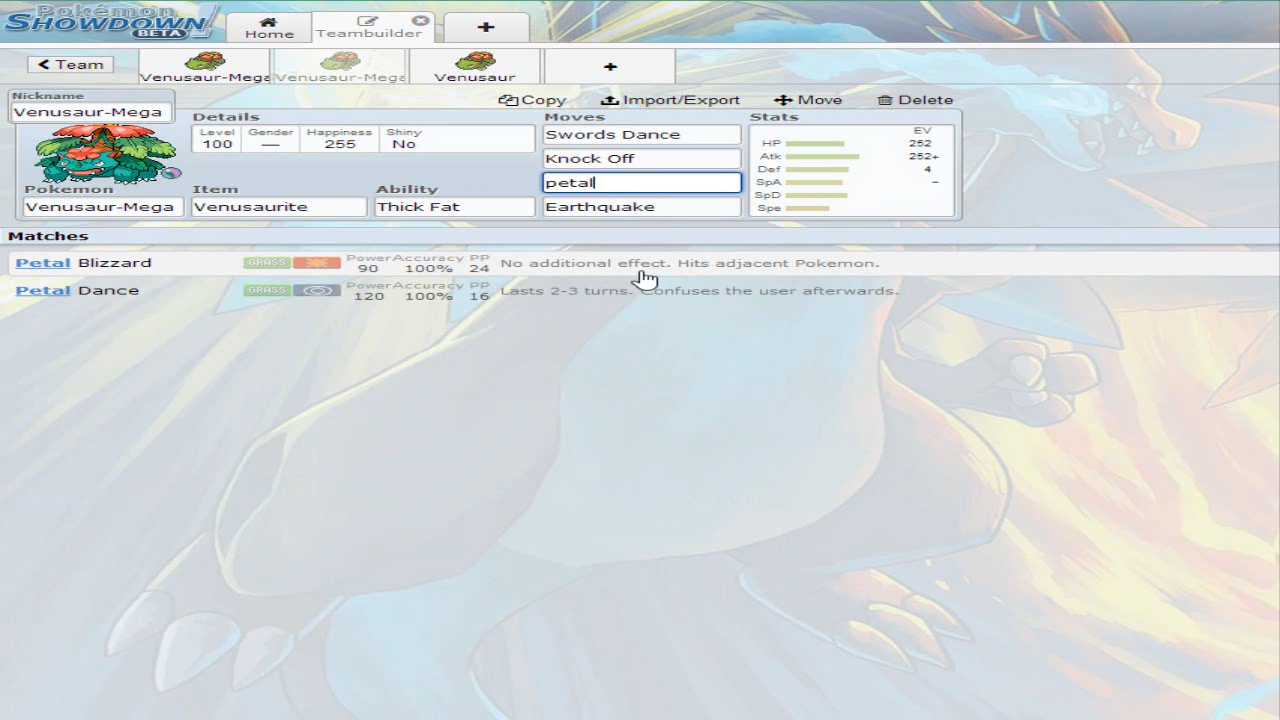 Pokémon
SHOWDOWN!
BETA
Home
Teambuilder
+
< Team
Venusaur-Mega
Venusaur-Mega
Venusaur
+
Nickname
Venusaur-Mega
Copy
Import/Export
Move
Delete
Details
Level
100
Gender
—
Happiness
255
Shiny
No
Pokemon
Venusaur-Mega
Item
Venusaurite
Ability
Thick Fat
Moves
Swords Dance
Knock Off
petal
Earthquake
Stats
EV
HP 252
Atk 252+
Def 4
SpA −
SpD
Spe
Matches
Petal Blizzard GRASS Power 90 Accuracy 100% PP 24 No additional effect. Hits adjacent Pokemon.
Petal Dance GRASS Power 120 Accuracy 100% PP 16 Lasts 2-3 turns. Confuses the user afterwards.